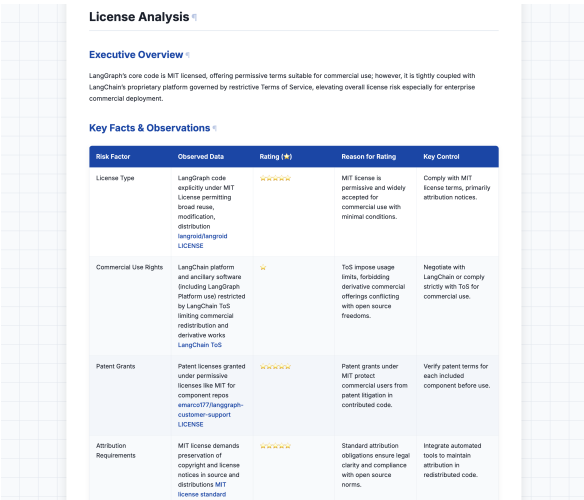 License Analysis ¶
Executive Overview ¶
LangGraph's core code is MIT licensed, offering permissive terms suitable for commercial use; however, it is tightly coupled with
LangChain's proprietary platform governed by restrictive Terms of Service, elevating overall license risk especially for enterprise
commercial deployment.
Key Facts & Observations ¶
Risk Factor
Observed Data
Rating (★)
Reason for Rating
Key Control
License Type
LangGraph code
explicitly under MIT
License permitting
broad reuse,
modification,
distribution
langroid/langroid
LICENSE
☆☆☆☆☆
MIT license is
permissive and widely
accepted for
commercial use with
minimal conditions.
Comply with MIT
license terms, primarily
attribution notices.
Commercial Use Rights
LangChain platform
and ancillary software
(including LangGraph
Platform use) restricted
by LangChain ToS
limiting commercial
redistribution and
derivative works
LangChain ToS
☆
ToS impose usage
limits, forbidding
derivative commercial
offerings conflicting
with open source
freedoms.
Negotiate with
LangChain or comply
strictly with ToS for
commercial use.
Patent Grants
Patent licenses granted
under permissive
licenses like MIT for
component repos
emarco177/langgraph-
customer-support
LICENSE
☆☆☆☆☆
Patent grants under
MIT protect
commercial users from
patent litigation in
contributed code.
Verify patent terms for
each included
component before use.
Attribution
Requirements
MIT license demands
preservation of
copyright and license
notices in source and
distributions MIT
license standard
☆☆☆☆☆
Standard attribution
obligations ensure legal
clarity and compliance
with open source
norms.
Integrate automated
tools to maintain
attribution in
redistributed code.